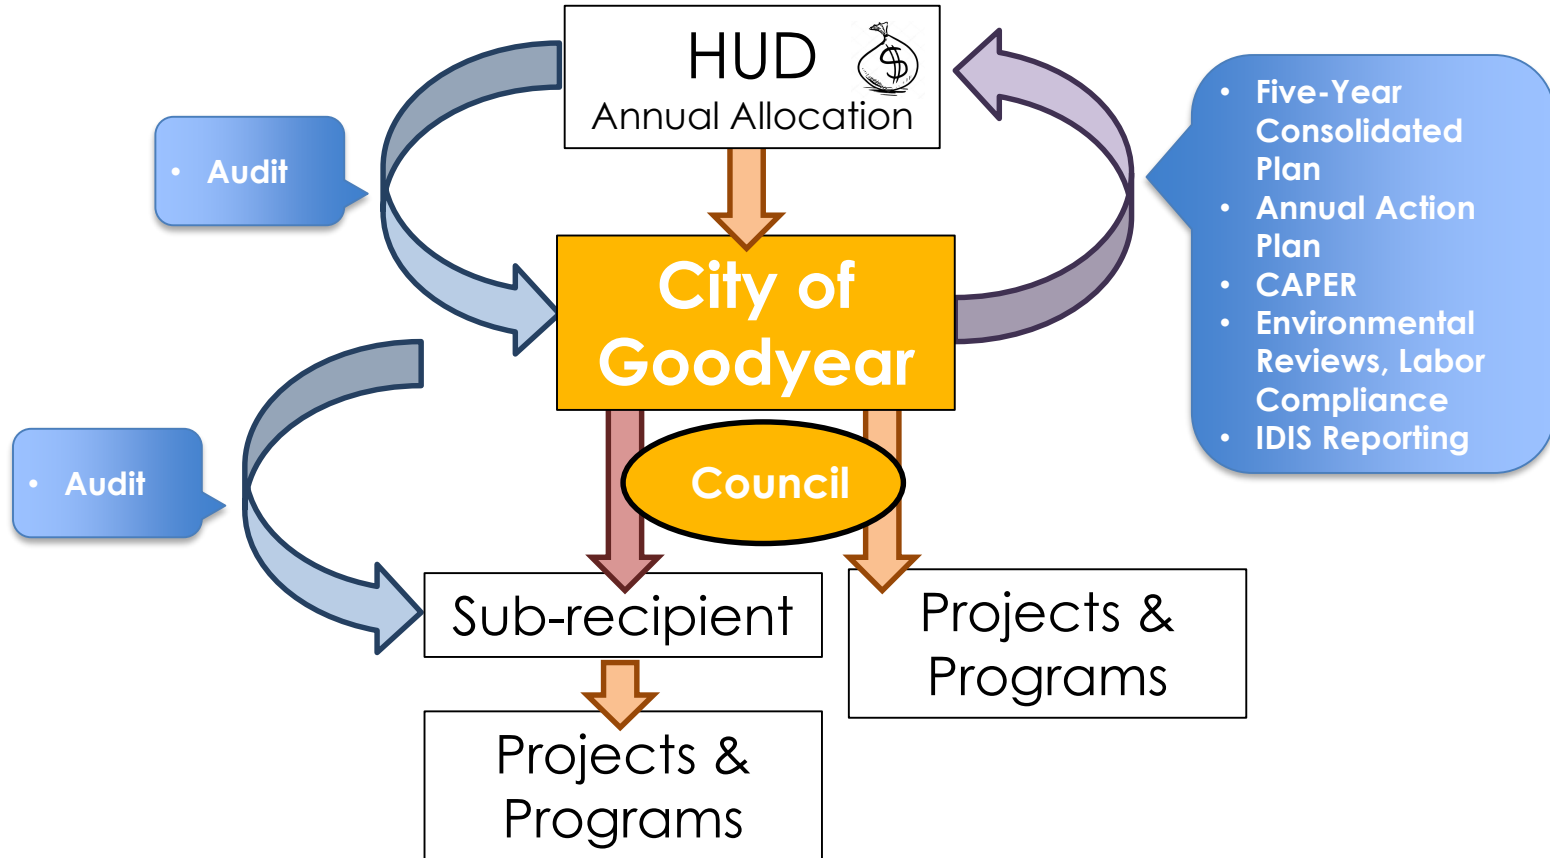 HUD
$
Annual Allocation
• Audit
• Five-Year
Consolidated
Plan
• Annual Action
Plan
• CAPER
• Environmental
Reviews, Labor
Compliance
• IDIS Reporting
City of
Goodyear
Council
• Audit
Sub-recipient
Projects &
Programs
Projects &
Programs